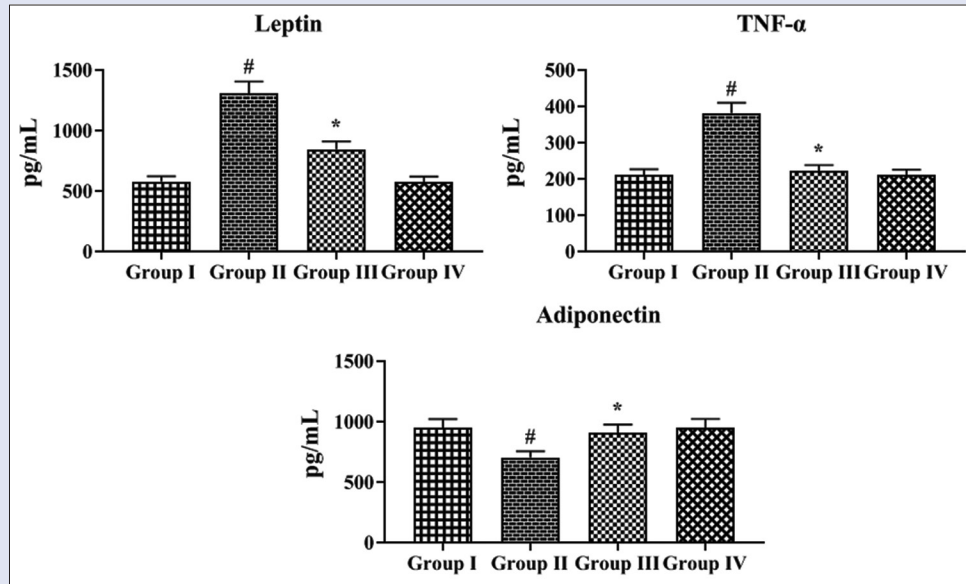 Leptin
#
*
1500
1000
500
0
pg/mL
Group I Group II Group III Group IV
TNF-α
#
*
500
400
300
200
100
0
pg/mL
Group I Group II Group III Group IV
Adiponectin
#
*
1500
1000
500
0
pg/mL
Group I Group II Group III Group IV